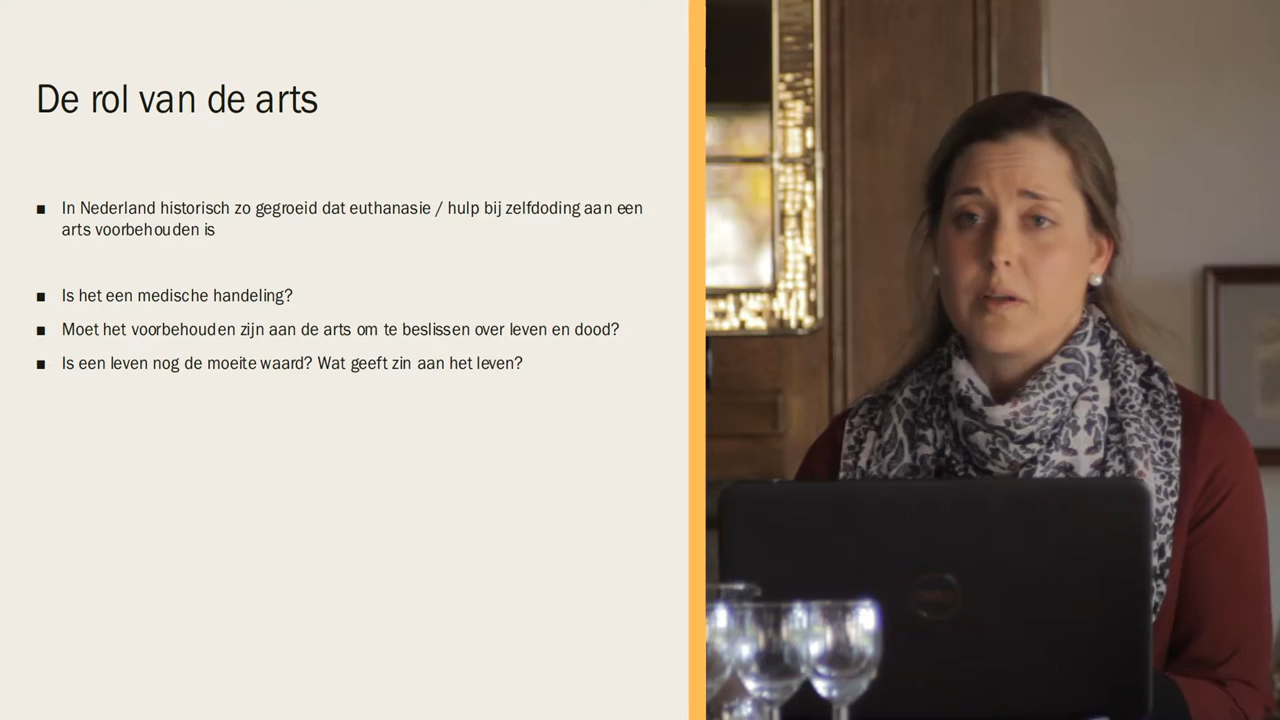 De rol van de arts
▪ In Nederland historisch zo gegroeid dat euthanasie / hulp bij zelfdoding aan een
arts voorbehouden is
▪ Is het een medische handeling?
▪ Moet het voorbehouden zijn aan de arts om te beslissen over leven en dood?
▪ Is een leven nog de moeite waard? Wat geeft zin aan het leven?
DELL